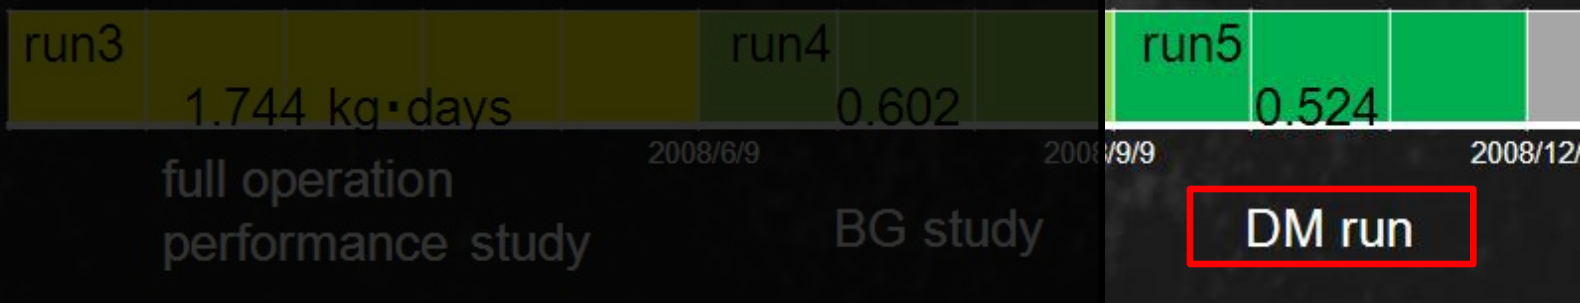 run3
run4
run5
1.744 kg·days
0.602
0.524
2008/6/9
2008/9/9
2008/12/
full operation
performance study
BG study
DM run